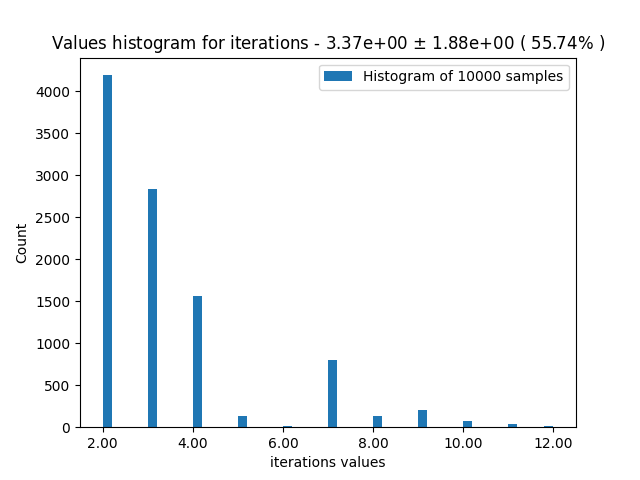 Values histogram for iterations - 3.37e+00 ± 1.88e+00 ( 55.74% )
Histogram of 10000 samples
4000
3500
3000
2500
2000
1500
1000
500
0
Count
2.00 4.00 6.00 8.00 10.00 12.00
iterations values